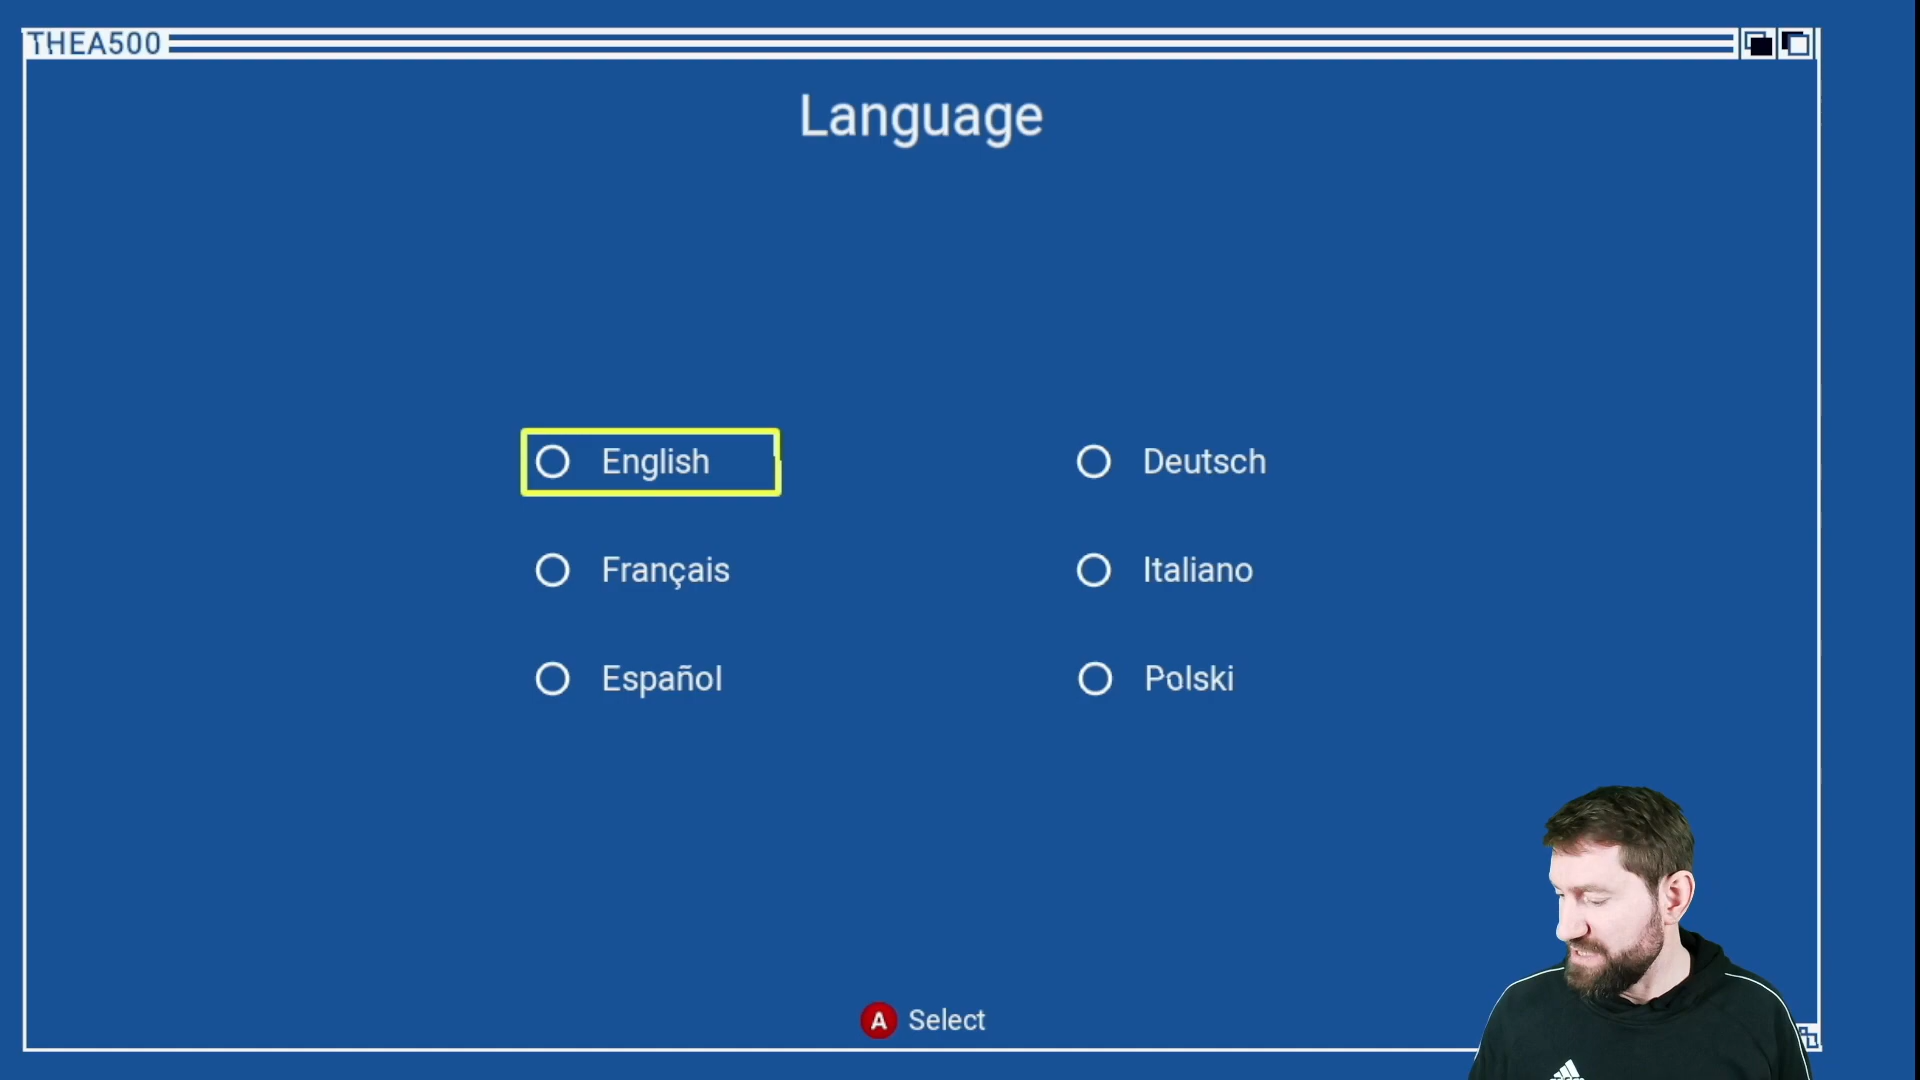 THEA500
Language
English
Deutsch
Français
Italiano
Español
Polski
A Select